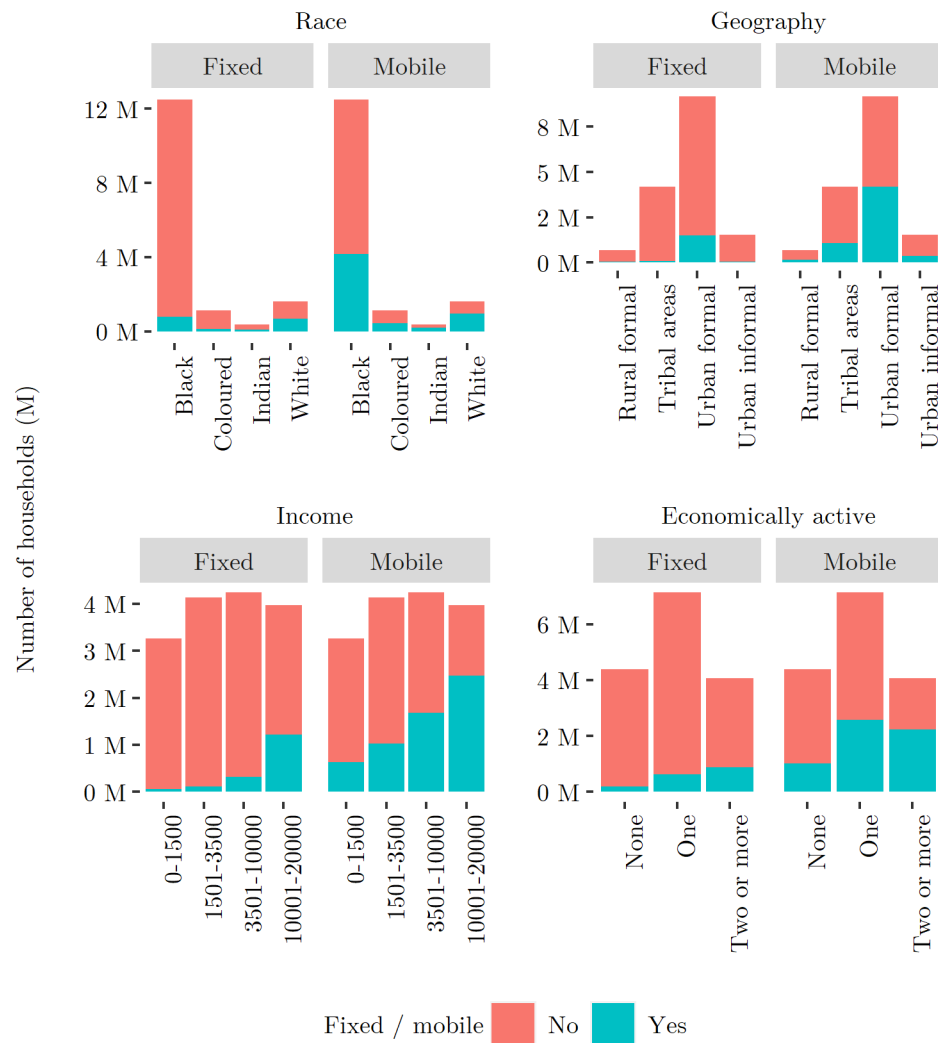 Race
Fixed Mobile
12 M
8 M
4 M
0 M
Black Coloured Indian White Black Coloured Indian White
Geography
Fixed Mobile
8 M
5 M
2 M
0 M
Rural formal Tribal areas Urban formal Urban informal Rural formal Tribal areas Urban formal Urban informal
Number of households (M)
Income
Fixed Mobile
4 M
3 M
2 M
1 M
0 M
0-1500 1501-3500 3501-10000 10001-20000 0-1500 1501-3500 3501-10000 10001-20000
Economically active
Fixed Mobile
6 M
4 M
2 M
0 M
None One Two or more None One Two or more
Fixed / mobile No Yes